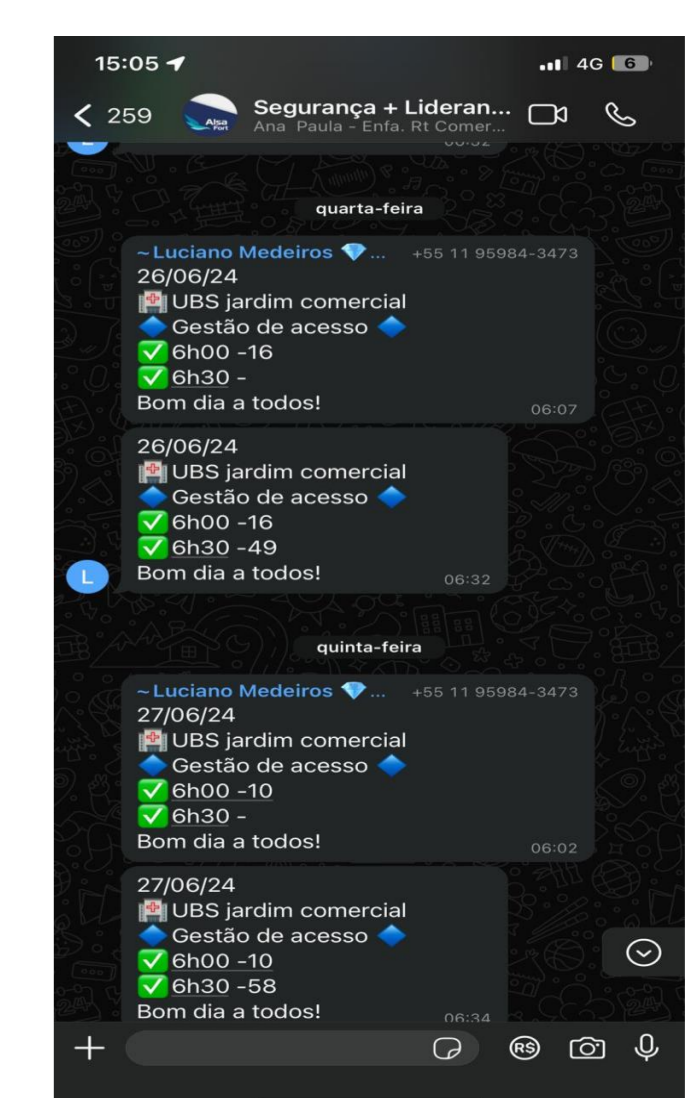 15:05
4G 6
259
Alsa Fort
Segurança + Lideran...
Ana Paula - Enfa. Rt Comer...
06:32
quarta-feira
~Luciano Medeiros 💎... +55 11 95984-3473
26/06/24
🏥UBS jardim comercial
🔷Gestão de acesso🔷
✅6h00 -16
✅6h30 -
Bom dia a todos!
06:07
26/06/24
🏥UBS jardim comercial
🔷Gestão de acesso🔷
✅6h00 -16
✅6h30 -49
L
Bom dia a todos!
06:32
quinta-feira
~Luciano Medeiros 💎... +55 11 95984-3473
27/06/24
🏥UBS jardim comercial
🔷Gestão de acesso🔷
✅6h00 -10
✅6h30 -
Bom dia a todos!
06:02
27/06/24
🏥UBS jardim comercial
🔷Gestão de acesso🔷
✅6h00 -10
✅6h30 -58
Bom dia a todos!
06:34
RS